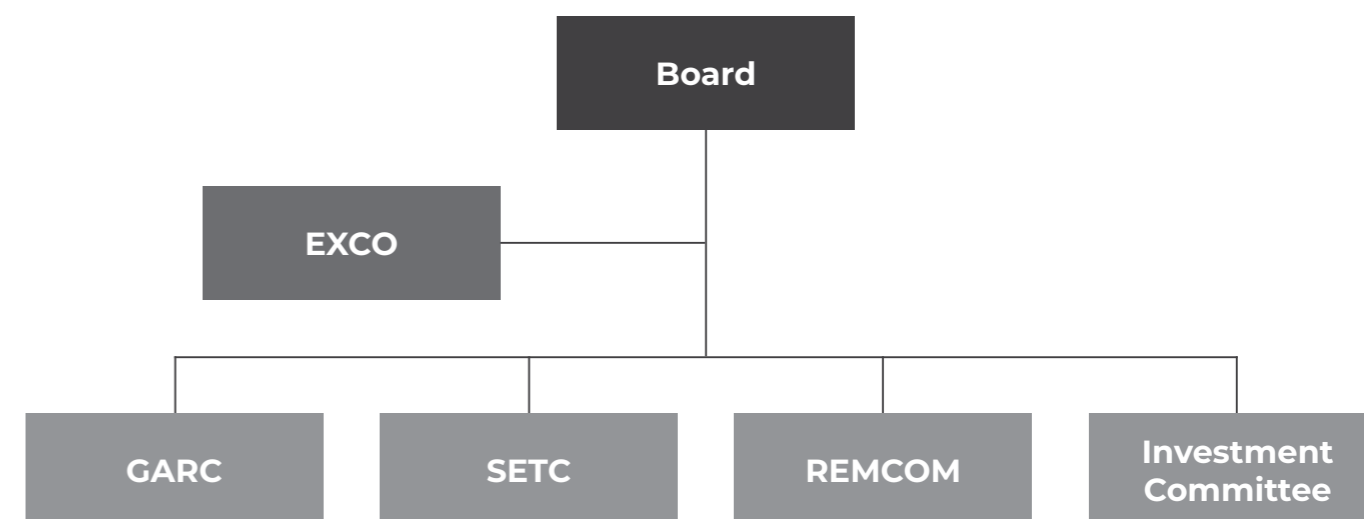 Board
EXCO
GARC
SETC
REMCOM
Investment
Committee